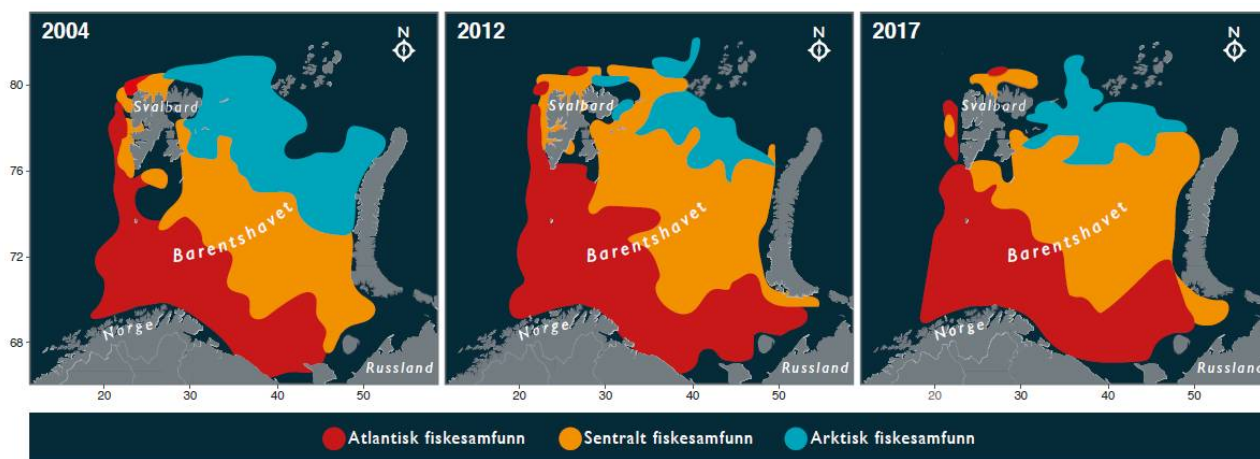 2004
N
2012
N
2017
N
80
76
72
68
Svalbard
Barentshavet
Norge
Russland
20
30
40
50
Svalbard
Barentshavet
Norge
Russland
20
30
40
50
Svalbard
Barentshavet
Norge
Russland
20
30
40
50
Atlantisk fiskesamfunn
Sentralt fiskesamfunn
Arktisk fiskesamfunn